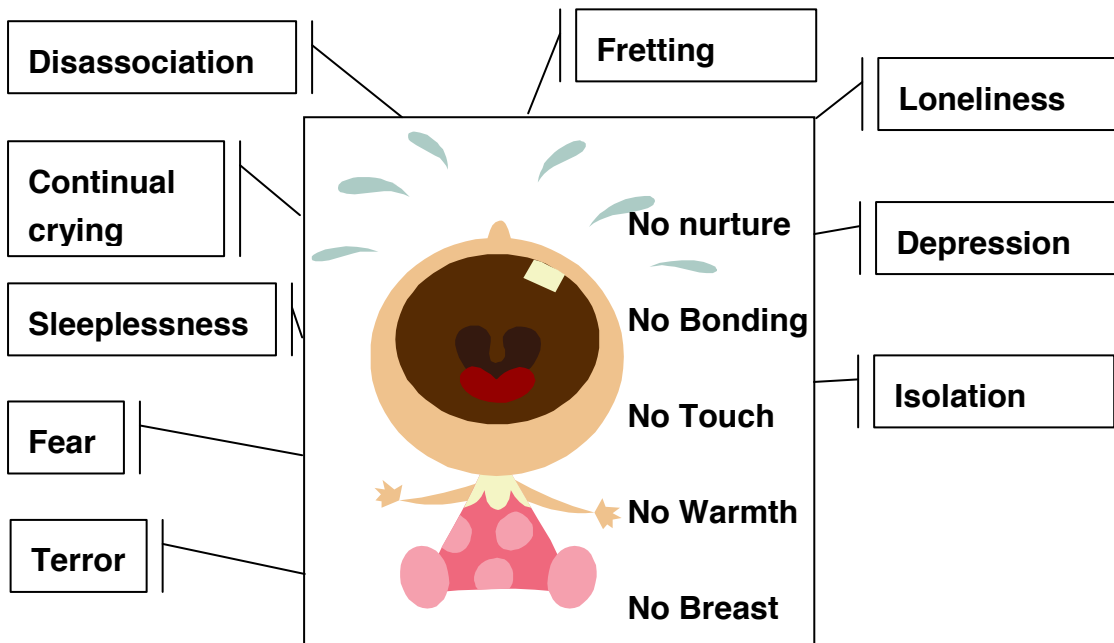 Disassociation
Fretting
Loneliness
Continual
crying
No nurture
Depression
Sleeplessness
No Bonding
Isolation
Fear
No Touch
No Warmth
Terror
No Breast